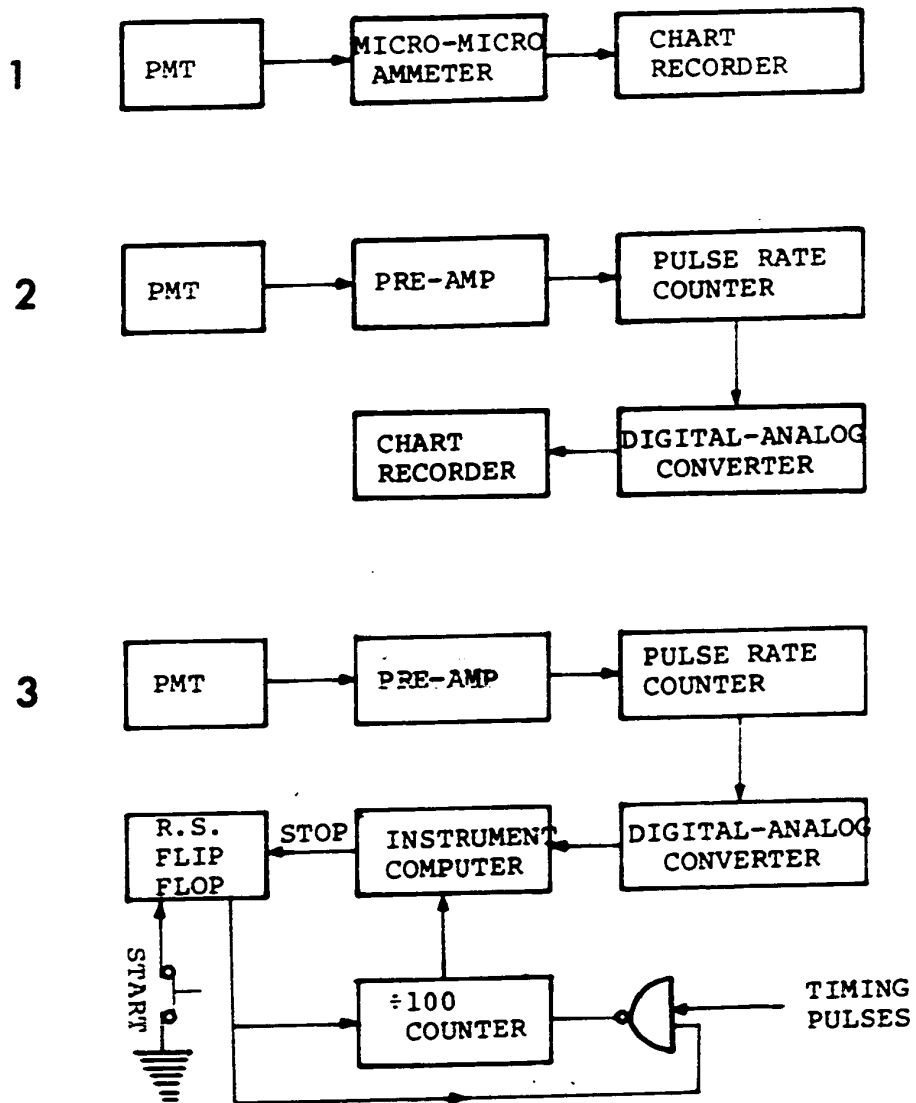 1
PMT
MICRO-MICRO
AMMETER
CHART
RECORDER
2
PMT
PRE-AMP
PULSE RATE
COUNTER
CHART
RECORDER
DIGITAL-ANALOG
CONVERTER
3
PMT
PRE-AMP
PULSE RATE
COUNTER
R.S.
FLIP
FLOP
STOP
INSTRUMENT
COMPUTER
DIGITAL-ANALOG
CONVERTER
START
÷100
COUNTER
TIMING
PULSES